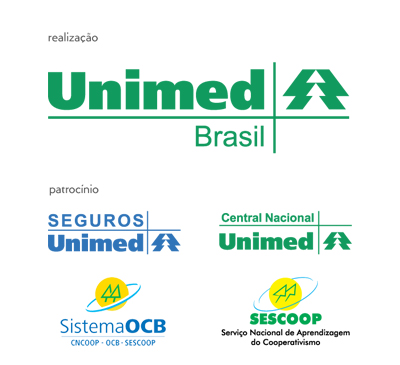 realização
Unimed
Brasil
patrocínio
SEGUROS
Unimed
Central Nacional
Unimed
SistemaOCB
CNCOOP · OCB · SESCOOP
SESCOOP
Serviço Nacional de Aprendizagem
do Cooperativismo